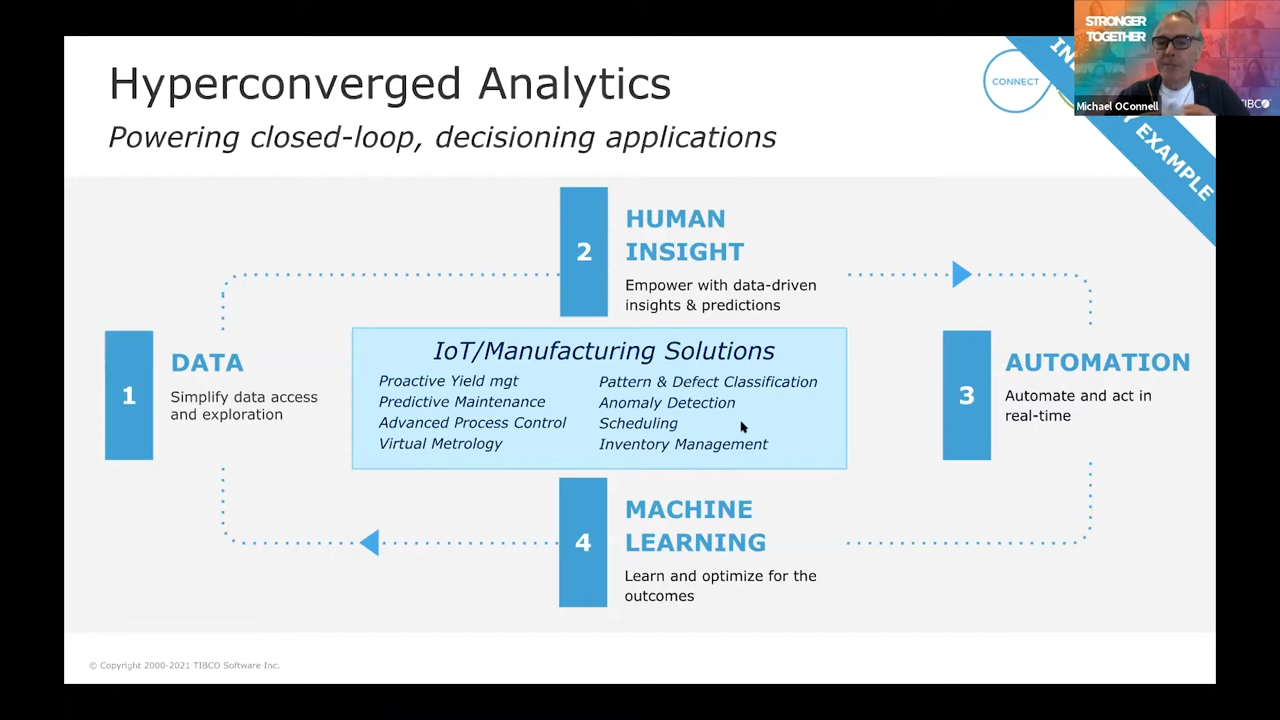 STRONGER
TOGETHER
Michael OConnell
Hyperconverged Analytics
Powering closed-loop, decisioning applications
CONNECT
EXAMPLE
2
HUMAN
INSIGHT
Empower with data-driven
insights & predictions
1
DATA
Simplify data access
and exploration
IoT/Manufacturing Solutions
Proactive Yield mgt
Predictive Maintenance
Advanced Process Control
Virtual Metrology
Pattern & Defect Classification
Anomaly Detection
Scheduling
Inventory Management
3
AUTOMATION
Automate and act in
real-time
4
MACHINE
LEARNING
Learn and optimize for the
outcomes
© Copyright 2000-2021 TIBCO Software Inc.